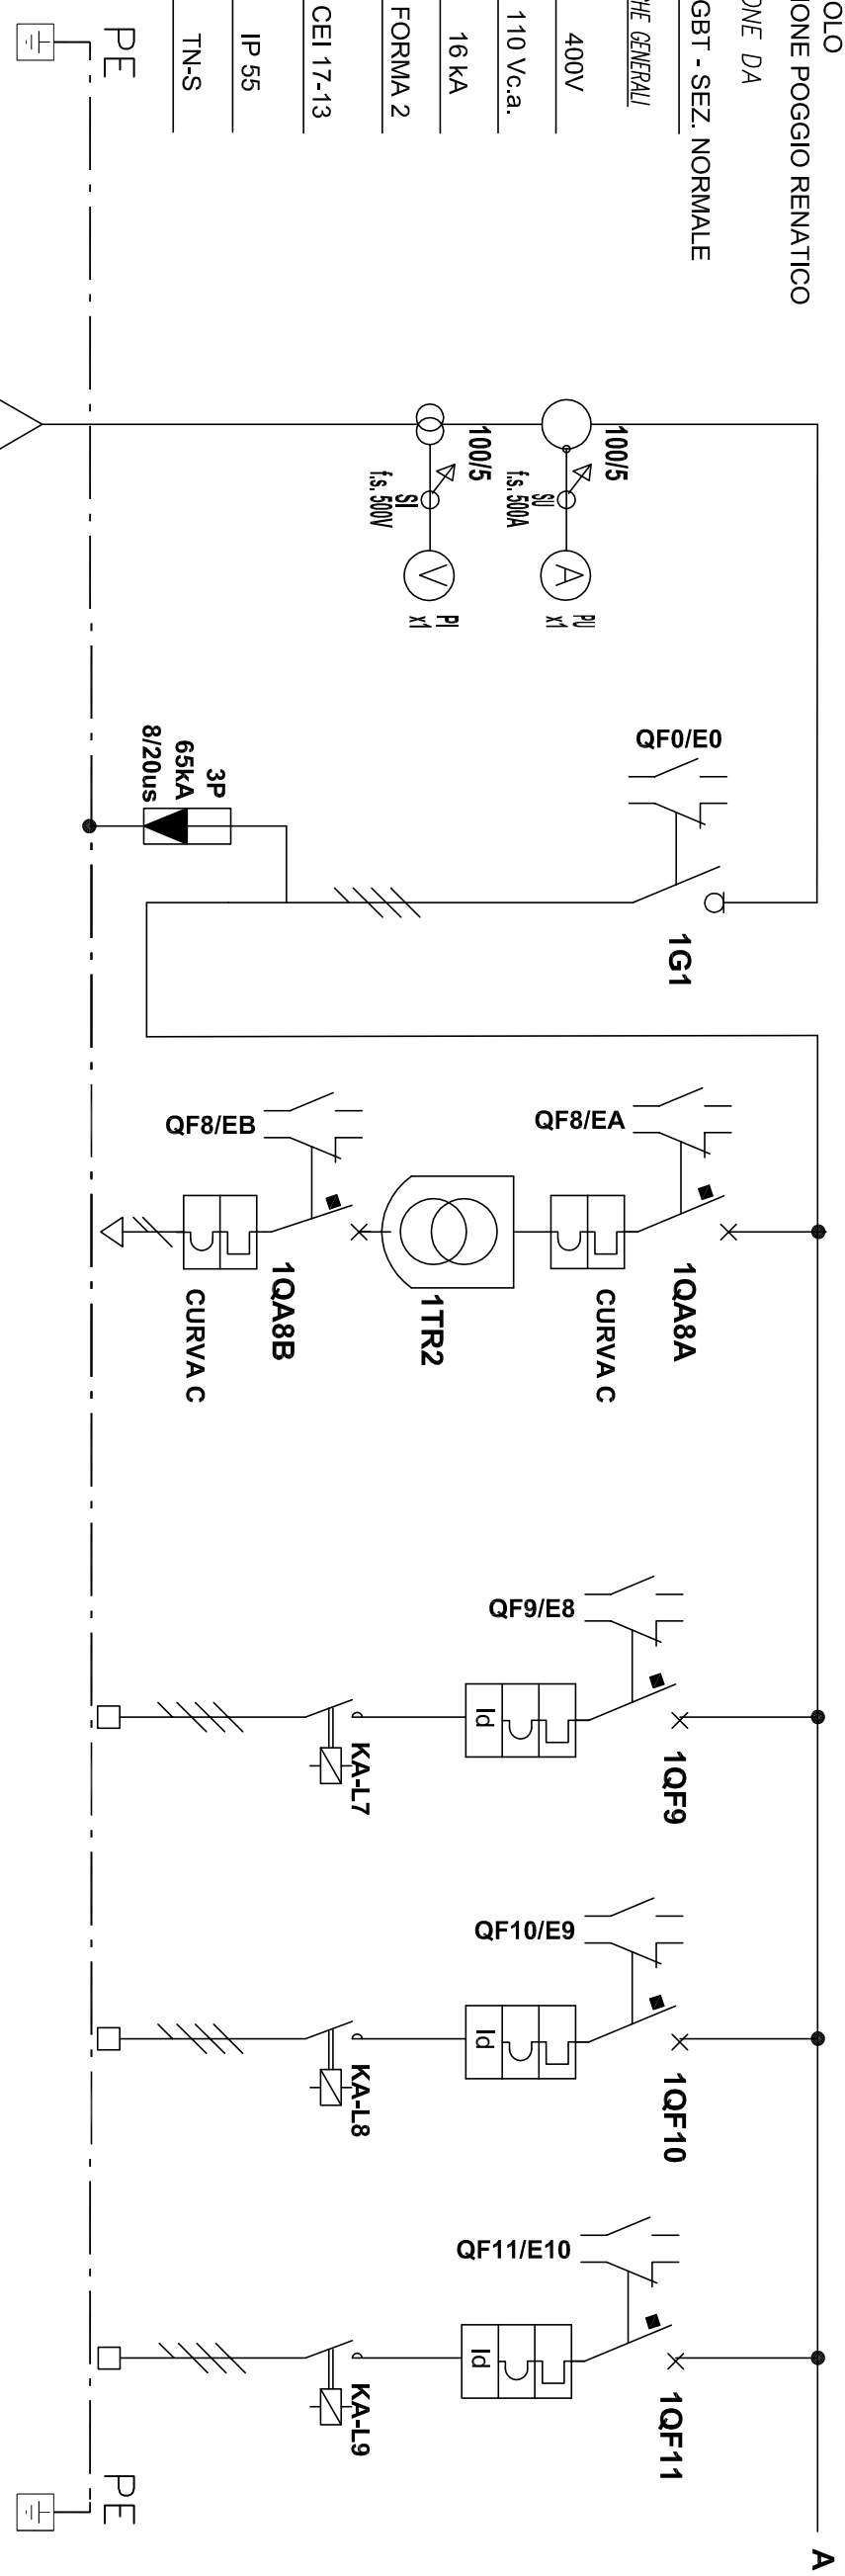 OLO
IONE POGGIO RENATICO
ONE DA
GBT - SEZ. NORMALE
HE GENERALI
400V
110 Vc.a.
16 kA
FORMA 2
CEI 17-13
IP 55
TN-S
PE
100/5
SU
f.s. 500A
A
PU
x1
100/5
SI
f.s. 500V
V
PI
x1
QF0/E0
1G1
3P
65kA
8/20us
QF8/EA
1QA8A
CURVA C
1TR2
QF8/EB
1QA8B
CURVA C
QF9/E8
1QF9
Id
KA-L7
QF10/E9
1QF10
Id
KA-L8
QF11/E10
1QF11
Id
KA-L9
PE
A